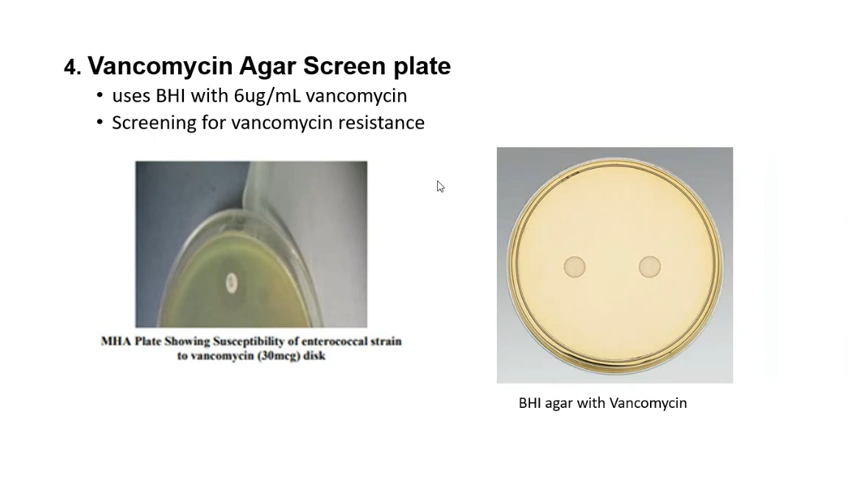 4. Vancomycin Agar Screen plate
• uses BHI with 6ug/mL vancomycin
• Screening for vancomycin resistance
MHA Plate Showing Susceptibility of enterococcal strain
to vancomycin (30mcg) disk
BHI agar with Vancomycin